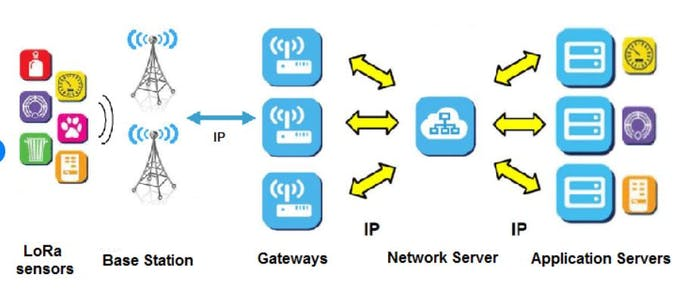 IP
IP
IP
LoRa
sensors
Base Station
Gateways
Network Server
Application Servers